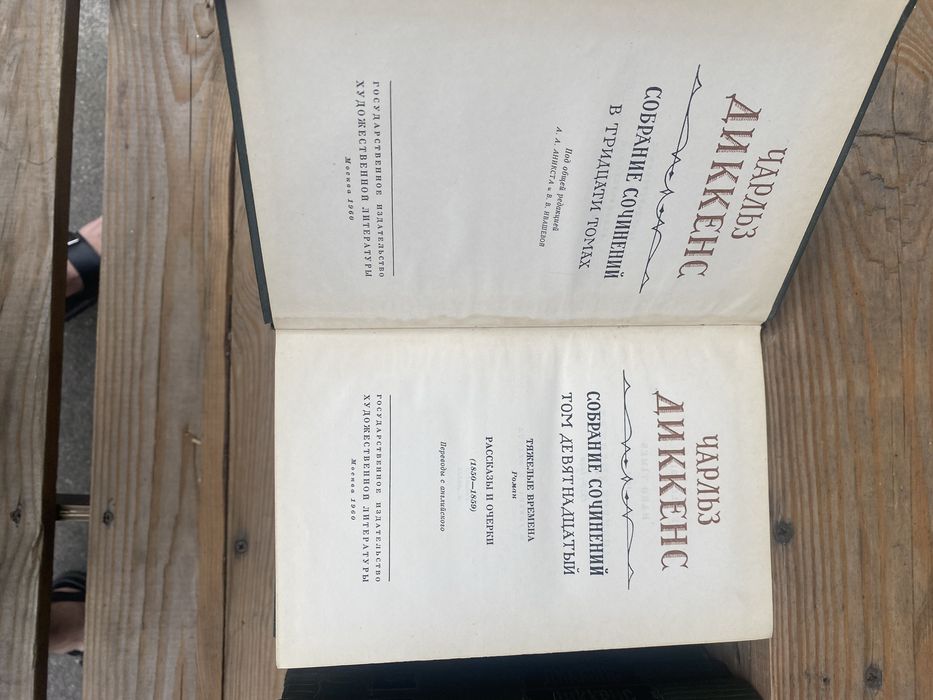 ЧАРЛЬЗ
ДИККЕНС
СОБРАНИЕ СОЧИНЕНИЙ
В ТРИДЦАТИ ТОМАХ
Под общей редакцией
А. А. АНИКСТА и В. В. ИВАШЕВОЙ
ГОСУДАРСТВЕННОЕ ИЗДАТЕЛЬСТВО
ХУДОЖЕСТВЕННОЙ ЛИТЕРАТУРЫ
Москва 1960
ЧАРЛЬЗ
ДИККЕНС
СОБРАНИЕ СОЧИНЕНИЙ
ТОМ ДЕВЯТНАДЦАТЫЙ
ТЯЖЕЛЫЕ ВРЕМЕНА
Роман
РАССКАЗЫ И ОЧЕРКИ
(1850—1859)
Переводы с английского
ГОСУДАРСТВЕННОЕ ИЗДАТЕЛЬСТВО
ХУДОЖЕСТВЕННОЙ ЛИТЕРАТУРЫ
Москва 1960
ДИККЕНС